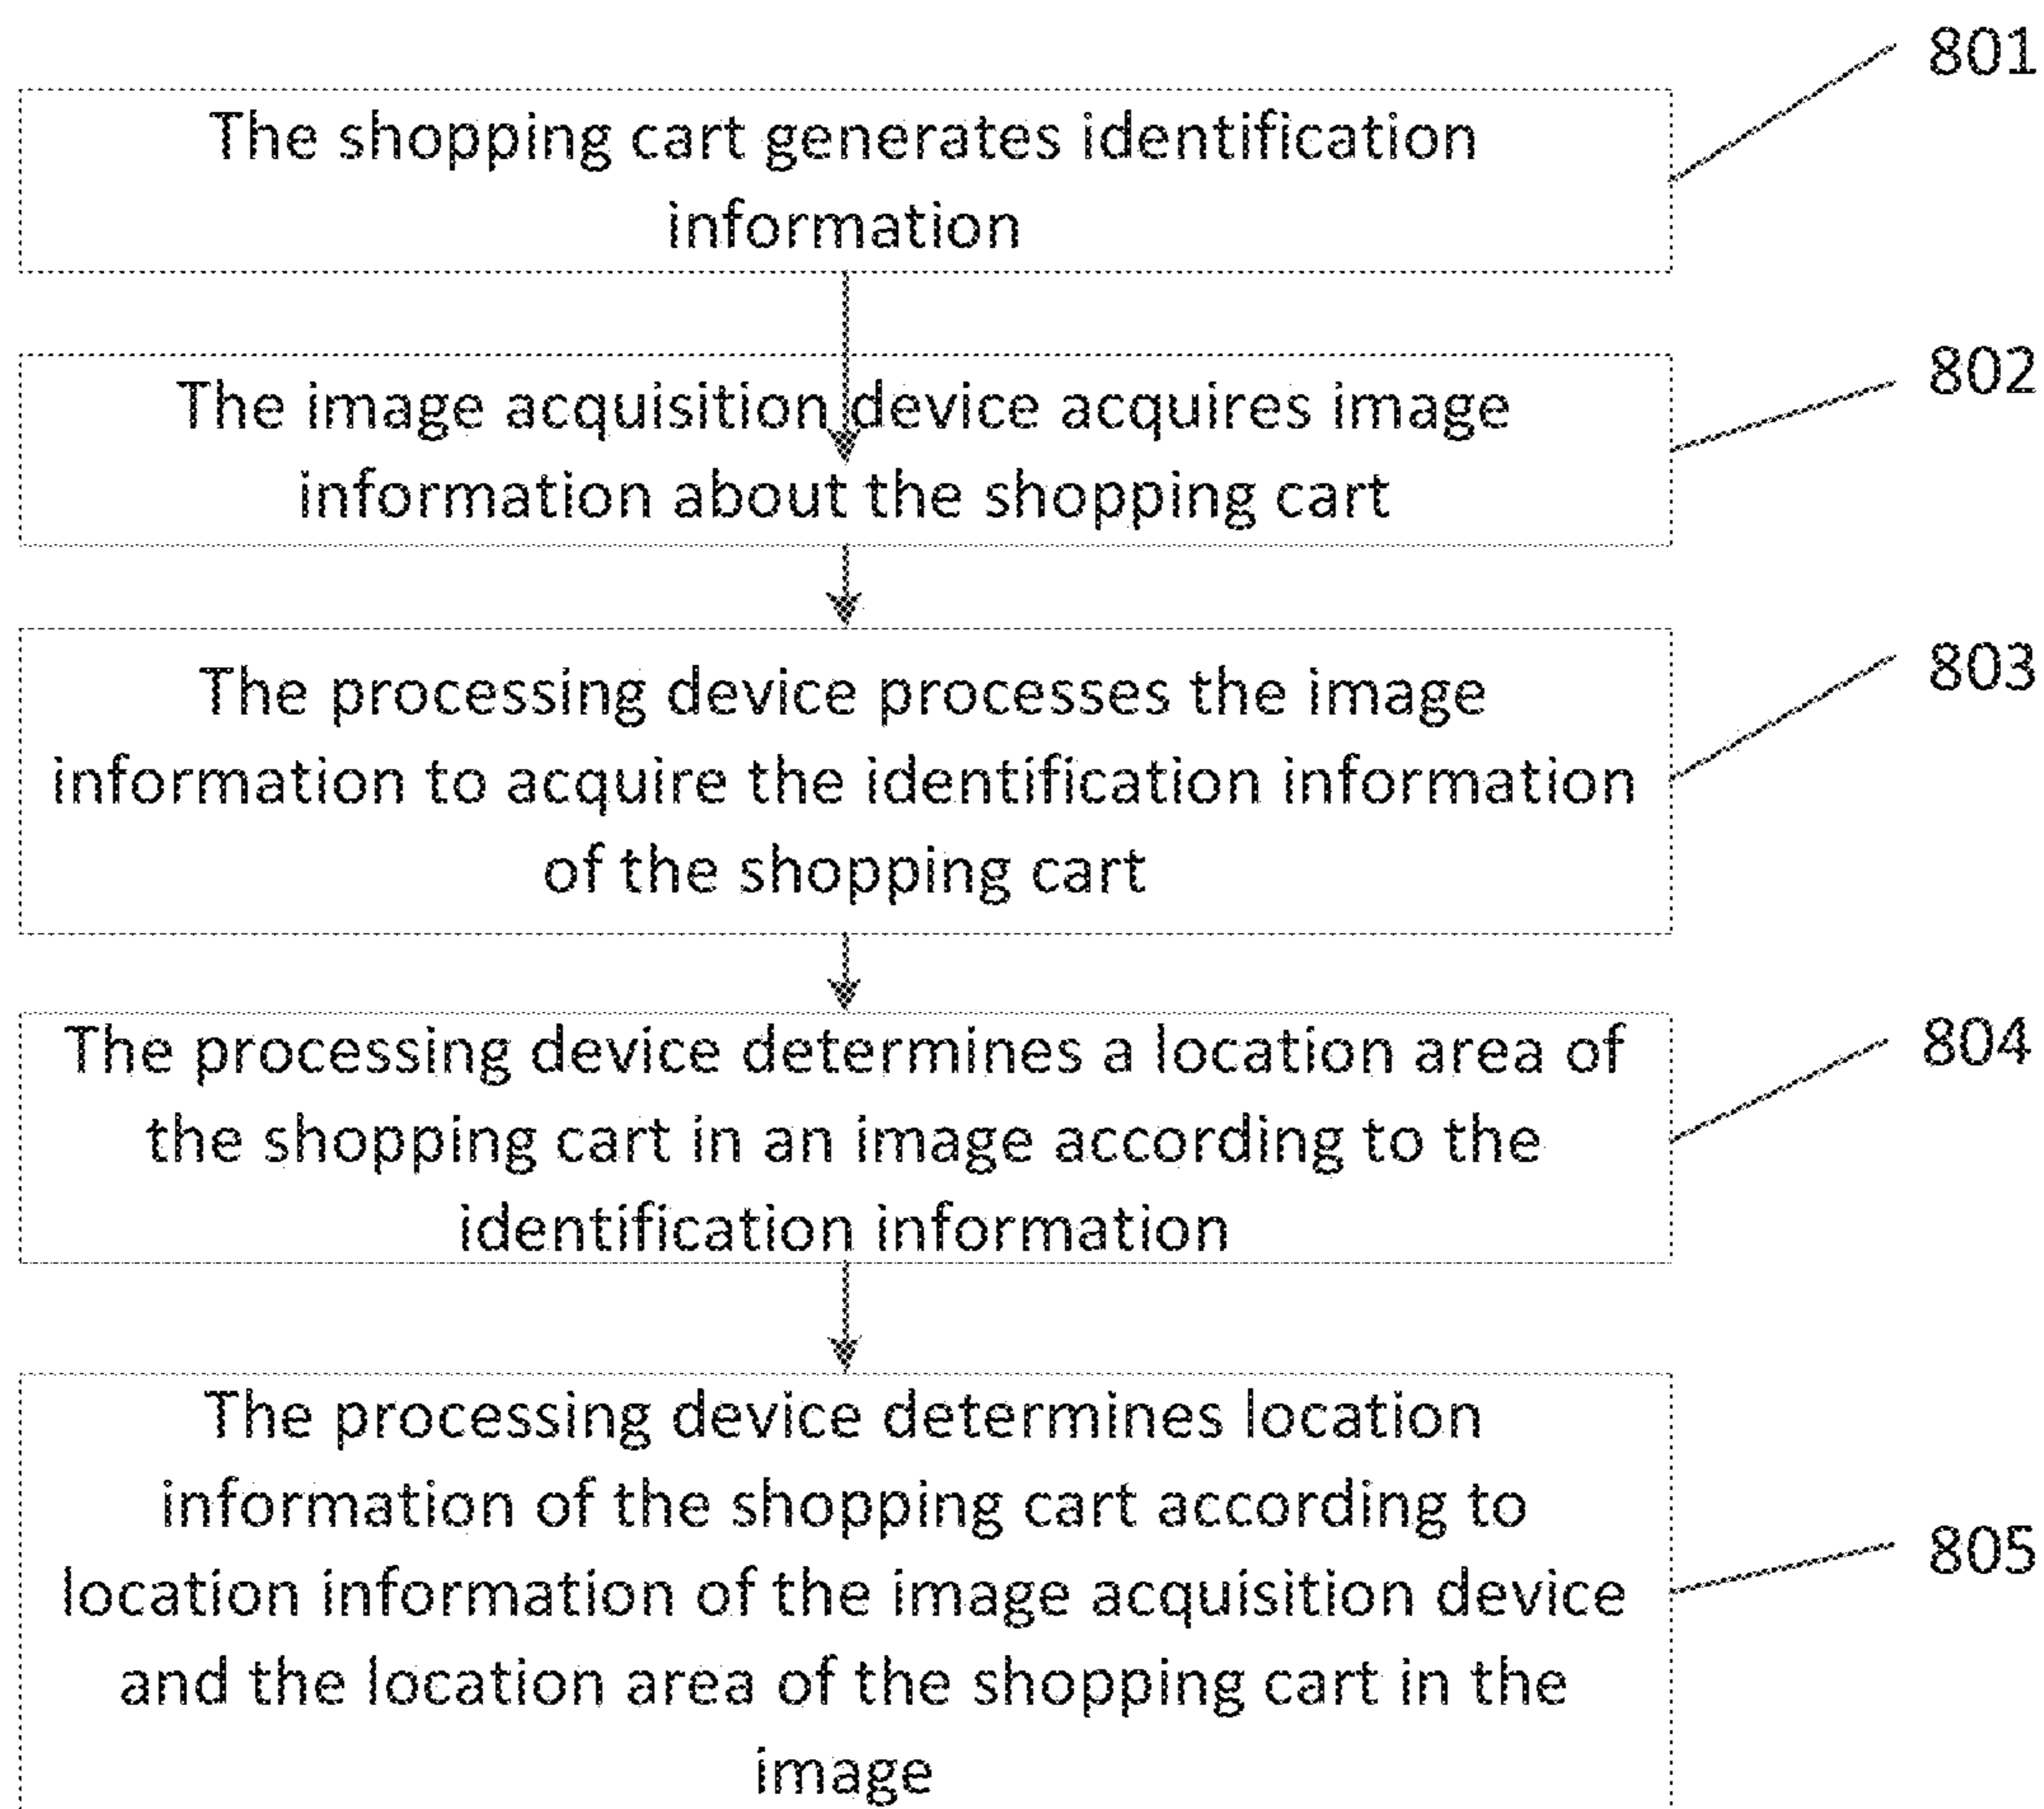 801
The shopping cart generates identification
information
802
The image acquisition device acquires image
information about the shopping cart
803
The processing device processes the image
information to acquire the identification information
of the shopping cart
804
The processing device determines a location area of
the shopping cart in an image according to the
identification information
The processing device determines location
information of the shopping cart according to
805
location information of the image acquisition device
and the location area of the shopping cart in the
image